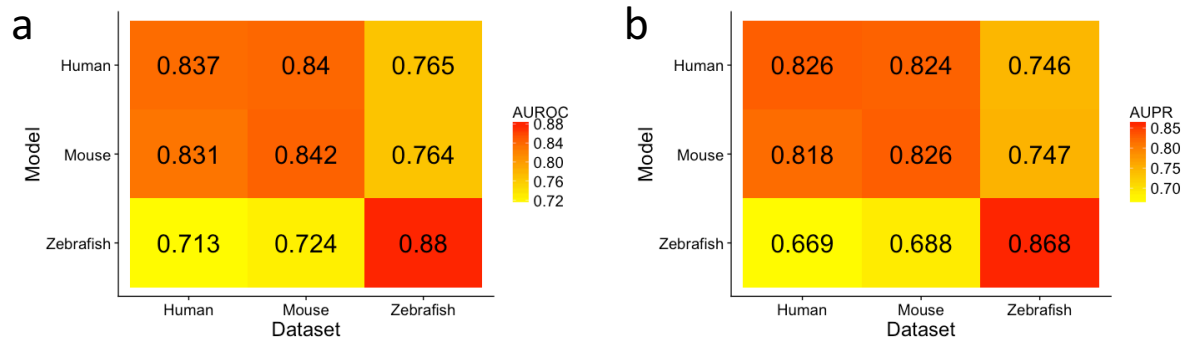 a
Model
Human
Mouse
Zebrafish
0.837 0.84 0.765
0.831 0.842 0.764
0.713 0.724 0.88
Human Mouse Zebrafish
Dataset
AUROC
0.88
0.84
0.80
0.76
0.72
b
Model
Human
Mouse
Zebrafish
0.826 0.824 0.746
0.818 0.826 0.747
0.669 0.688 0.868
Human Mouse Zebrafish
Dataset
AUPR
0.85
0.80
0.75
0.70